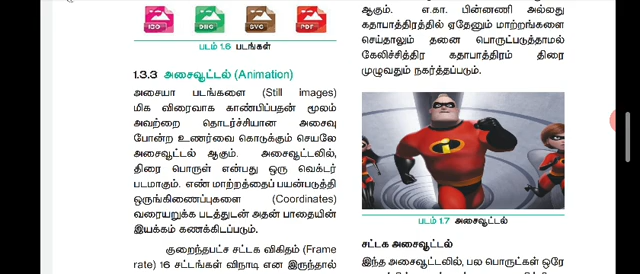 ISO
DNG
SVG
PDF
படம் 1.6 படங்கள்
1.3.3 அசைவூட்டல் (Animation)
அசையா படங்களை (Still images)
மிக விரைவாக காண்பிப்பதன் மூலம்
அவற்றை தொடர்ச்சியான அசைவு
போன்ற உணர்வை கொடுக்கும் செயலே
அசைவூட்டல் ஆகும். அசைவூட்டலில்,
திரை பொருள் என்பது ஒரு வெக்டர்
படமாகும். எண் மாற்றத்தைப் பயன்படுத்தி
ஒருங்கிணைப்புகளை (Coordinates)
வரையறுக்க படத்துடன் அதன் பாதையின்
இயக்கம் கணக்கிடப்படும்.
குறைந்தபட்ச சட்டக விகிதம் (Frame
rate) 16 சட்டங்கள் விநாடி என இருந்தால்
ஆகும். எ.கா. பின்னணி அல்லது
கதாபாத்திரத்தில் ஏதேனும் மாற்றங்களை
செய்தாலும் தனை பொருட்படுத்தாமல்
கேலிச்சித்திர கதாபாத்திரம் திரை
முழுவதும் நகர்த்தப்படும்.
படம் 1.7 அசைவூட்டல்
சட்டக அசைவூட்டல்
இந்த அசைவூட்டலில், பல பொருட்கள் ஒரே